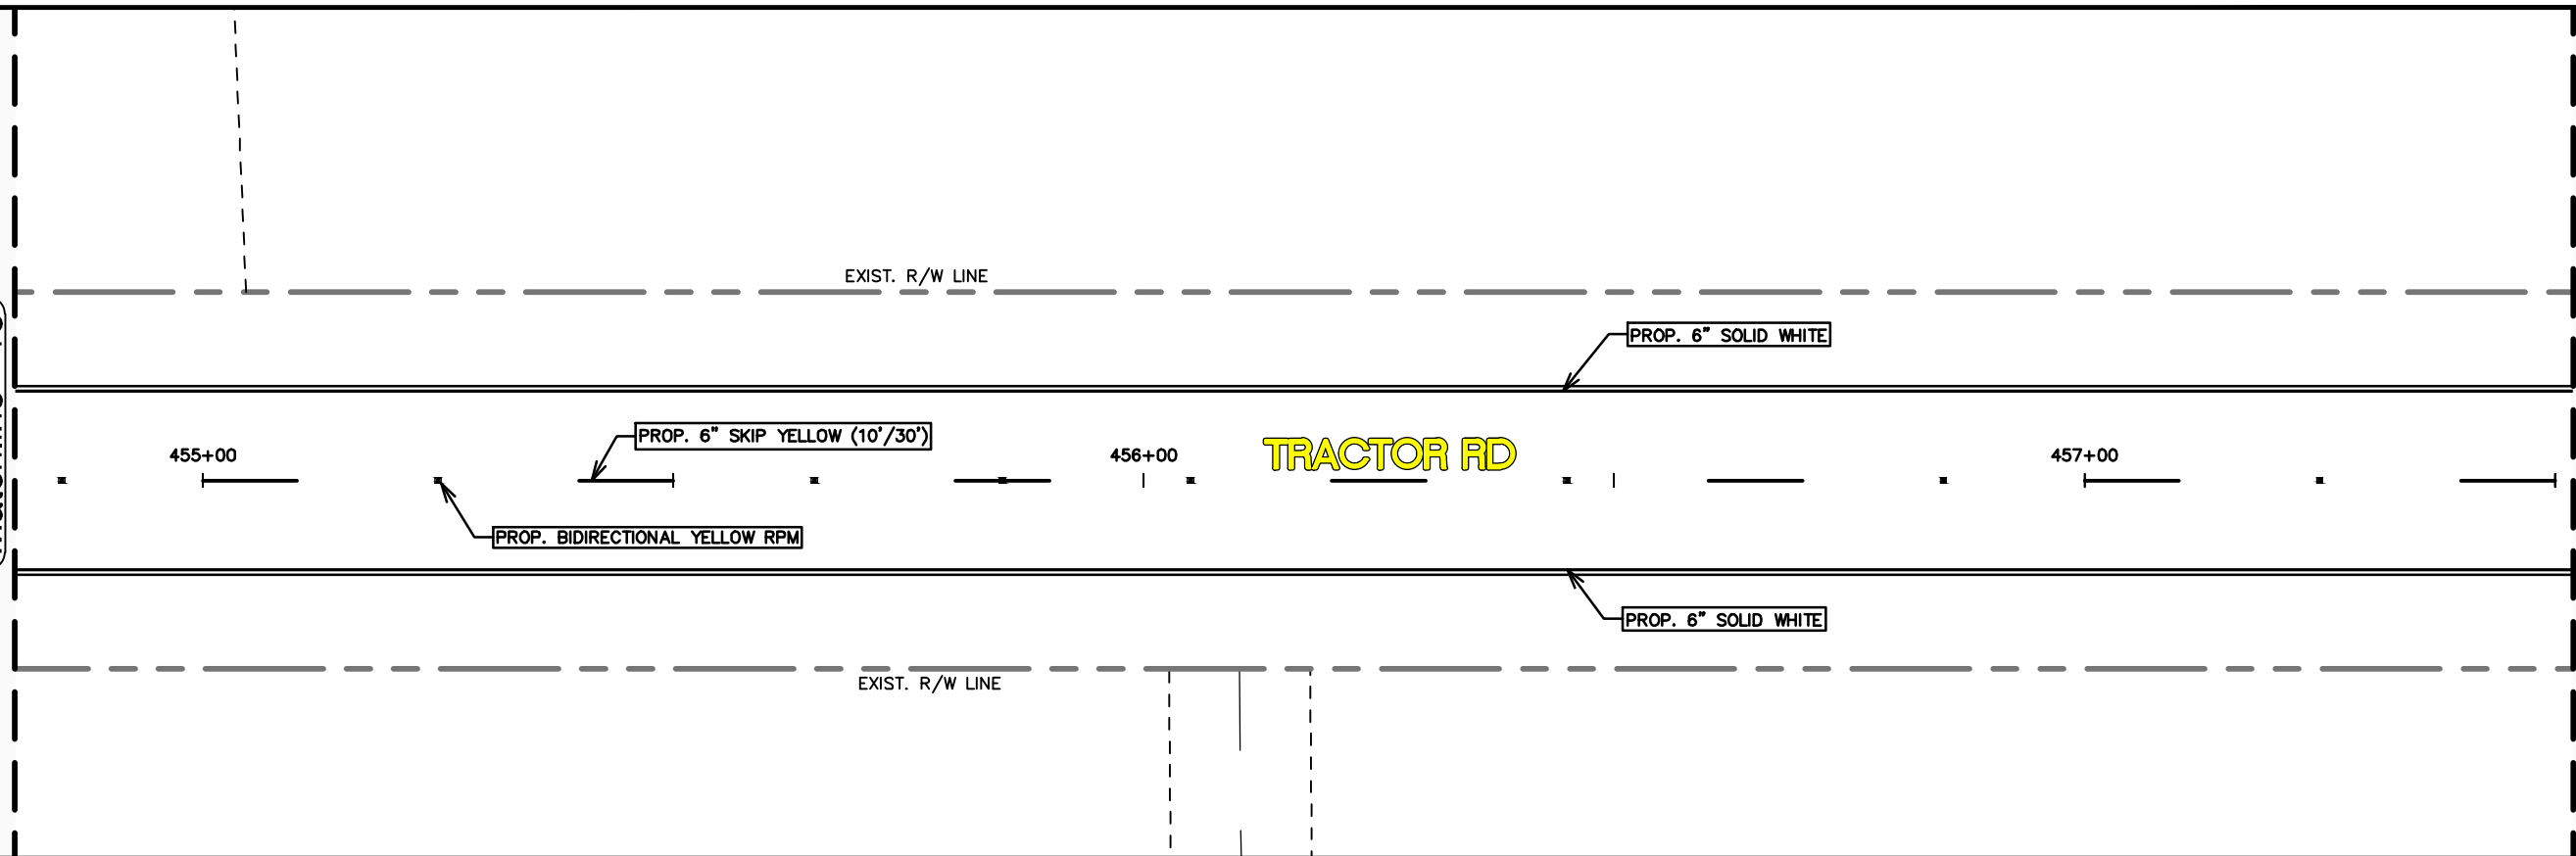 EXIST. R/W LINE
PROP. 6" SOLID WHITE
PROP. 6" SKIP YELLOW (10'/30')
455+00
456+00
TRACTOR RD
457+00
PROP. BIDIRECTIONAL YELLOW RPM
PROP. 6" SOLID WHITE
EXIST. R/W LINE